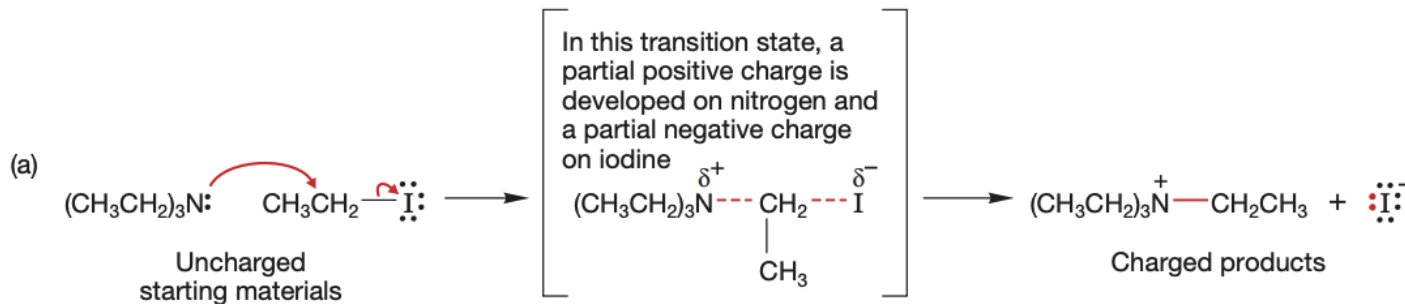 In this transition state, a
partial positive charge is
developed on nitrogen and
a partial negative charge
on iodine
(a)
(CH₃CH₂)₃N: CH₃CH₂—I
δ⁺ δ⁻
(CH₃CH₂)₃N---CH₂---I
CH₃
(CH₃CH₂)₃N⁺—CH₂CH₃ + :I:⁻
Uncharged
starting materials
Charged products